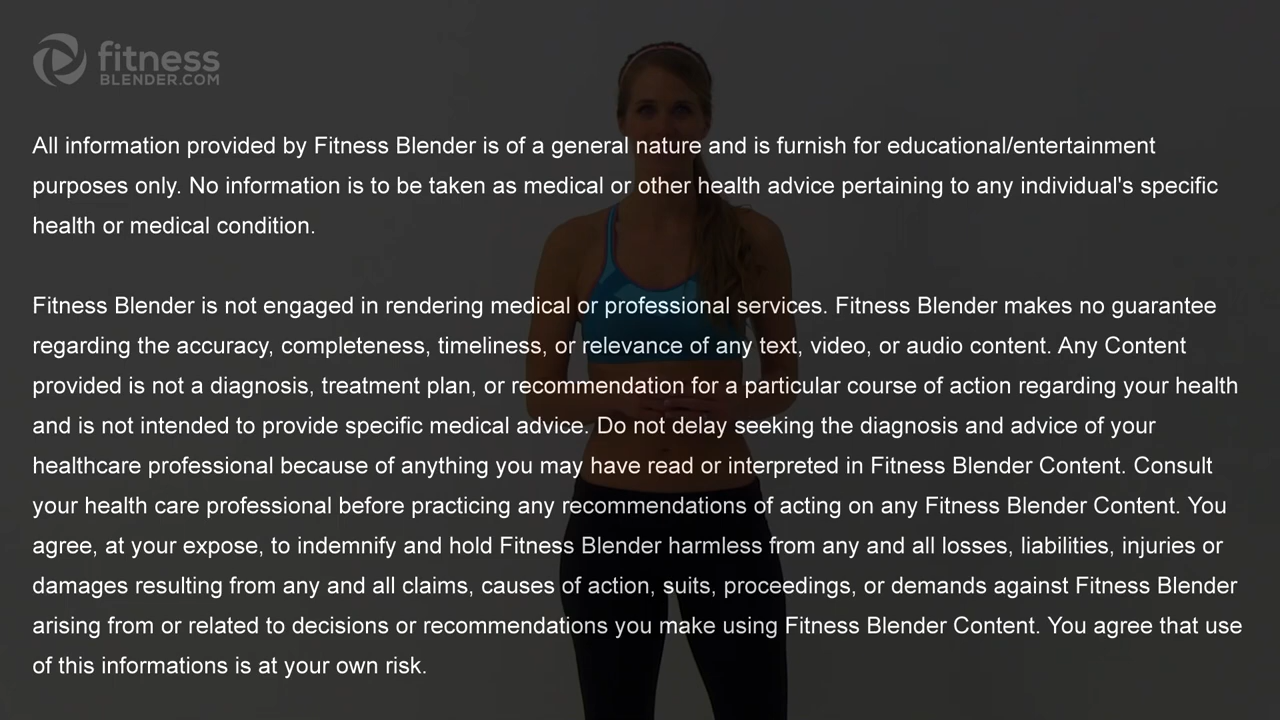 fitness
BLENDER.COM
All information provided by Fitness Blender is of a general nature and is furnish for educational/entertainment
purposes only. No information is to be taken as medical or other health advice pertaining to any individual's specific
health or medical condition.
Fitness Blender is not engaged in rendering medical or professional services. Fitness Blender makes no guarantee
regarding the accuracy, completeness, timeliness, or relevance of any text, video, or audio content. Any Content
provided is not a diagnosis, treatment plan, or recommendation for a particular course of action regarding your health
and is not intended to provide specific medical advice. Do not delay seeking the diagnosis and advice of your
healthcare professional because of anything you may have read or interpreted in Fitness Blender Content. Consult
your health care professional before practicing any recommendations of acting on any Fitness Blender Content. You
agree, at your expose, to indemnify and hold Fitness Blender harmless from any and all losses, liabilities, injuries or
damages resulting from any and all claims, causes of action, suits, proceedings, or demands against Fitness Blender
arising from or related to decisions or recommendations you make using Fitness Blender Content. You agree that use
of this informations is at your own risk.